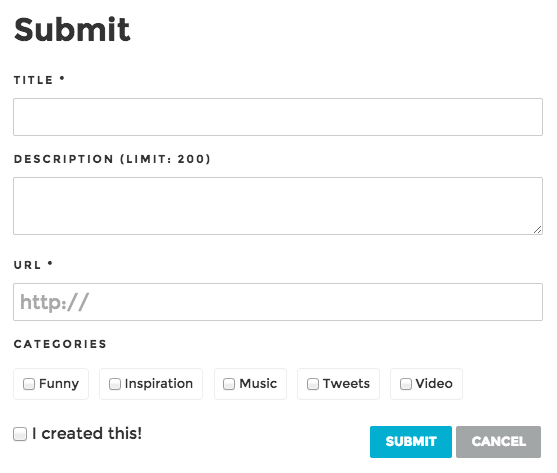 Submit
TITLE *
DESCRIPTION (LIMIT: 200)
URL *
http://
CATEGORIES
Funny Inspiration Music Tweets Video
I created this! SUBMIT CANCEL